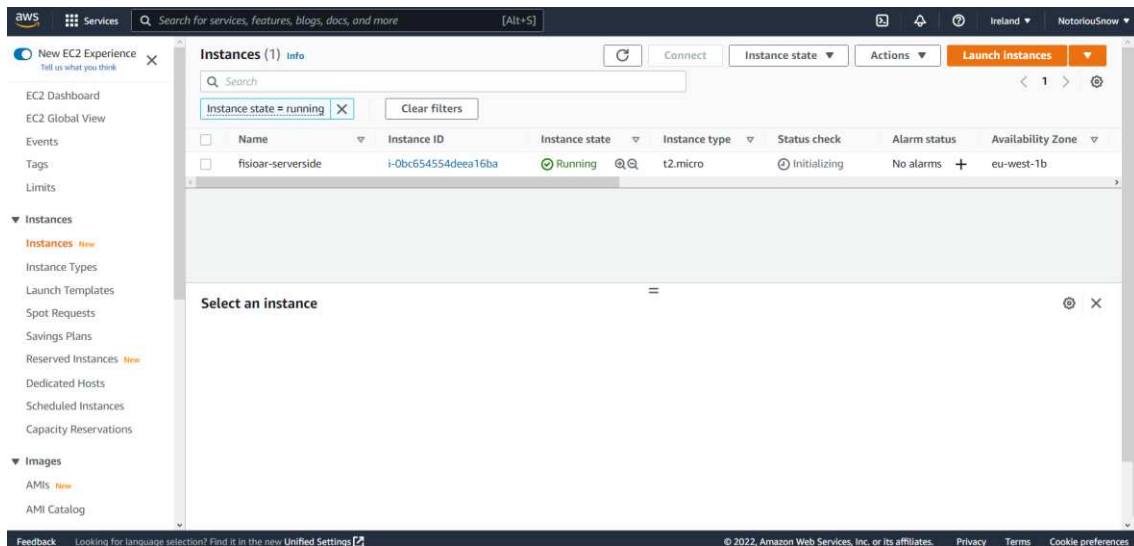 aws Services Search for services, features, blogs, docs, and more [Alt+S] Ireland NotoriouSnow
New EC2 Experience
Tell us what you think
EC2 Dashboard
EC2 Global View
Events
Tags
Limits
Instances
Instances New
Instance Types
Launch Templates
Spot Requests
Savings Plans
Reserved Instances New
Dedicated Hosts
Scheduled Instances
Capacity Reservations
Images
AMIs New
AMI Catalog
Instances (1) Info Connect Instance state Actions Launch instances
Search 1
Instance state = running Clear filters
Name Instance ID Instance state Instance type Status check Alarm status Availability Zone
fisioar-serverside i-0bc654554deea16ba Running t2.micro Initializing No alarms + eu-west-1b
Select an instance
Feedback Looking for language selection? Find it in the new Unified Settings © 2022, Amazon Web Services, Inc. or its affiliates. Privacy Terms Cookie preferences